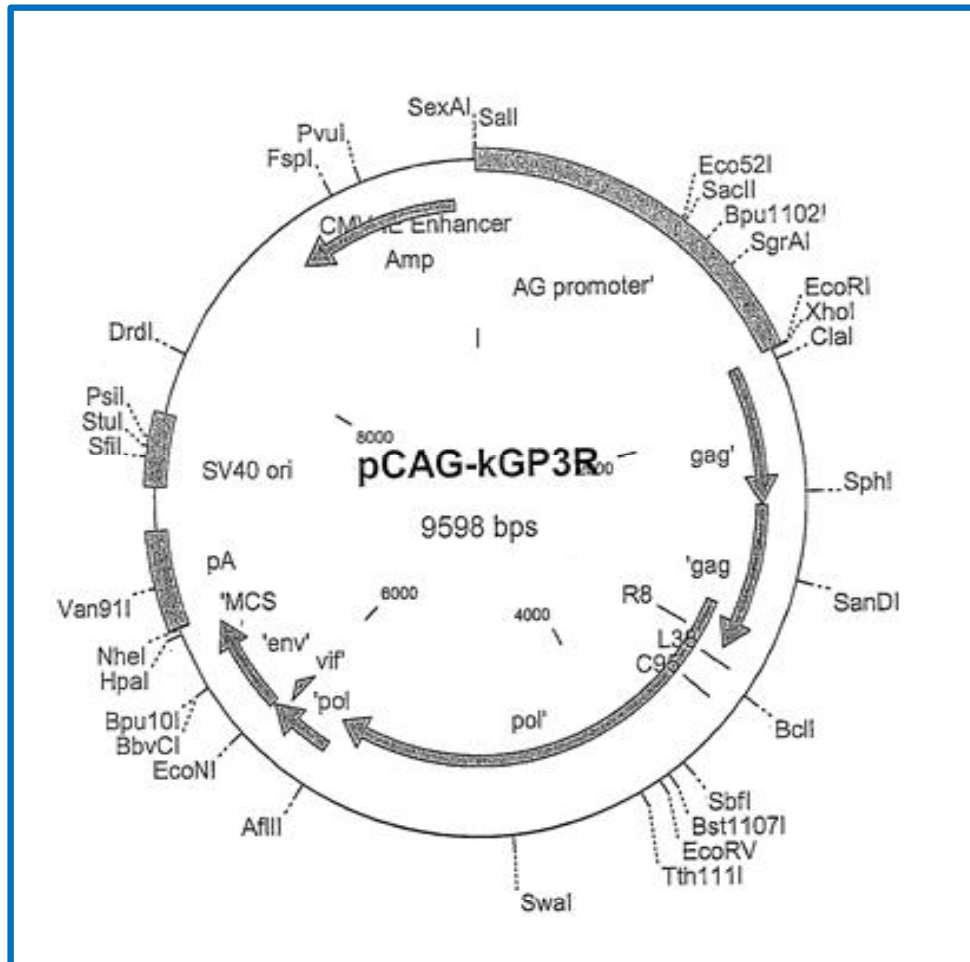 SexAI
SalI
PvuI
FspI
Eco52I
SacII
Bpu1102I
SgrAI
CMV IE Enhancer
Amp
AG promoter'
EcoRI
XhoI
ClaI
DrdI
PsiI
StuI
SfiI
SV40 ori
8000
pCAG-kGP3R
gag'
SphI
9598 bps
pA
'gag
Van91I
'MCS
6000
4000
R8
SanDI
NheI
HpaI
'env'
vif'
'pol
pol'
Bpu10I
BbvCI
EcoNI
BclI
AflII
SbfI
Bst1107I
EcoRV
Tth111I
SwaI